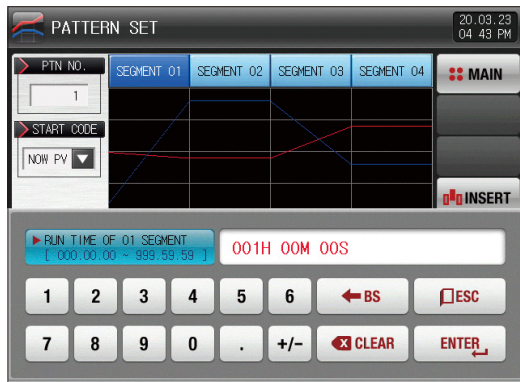 PATTERN SET
20.03.23
04 43 PM
PTN NO.
1
START CODE
NOW PV
SEGMENT 01 SEGMENT 02 SEGMENT 03 SEGMENT 04
MAIN
INSERT
RUN TIME OF 01 SEGMENT
[ 000.00.00 ~ 999.59.59 ]
001H 00M 00S
1 2 3 4 5 6 BS ESC
7 8 9 0 . +/- CLEAR ENTER